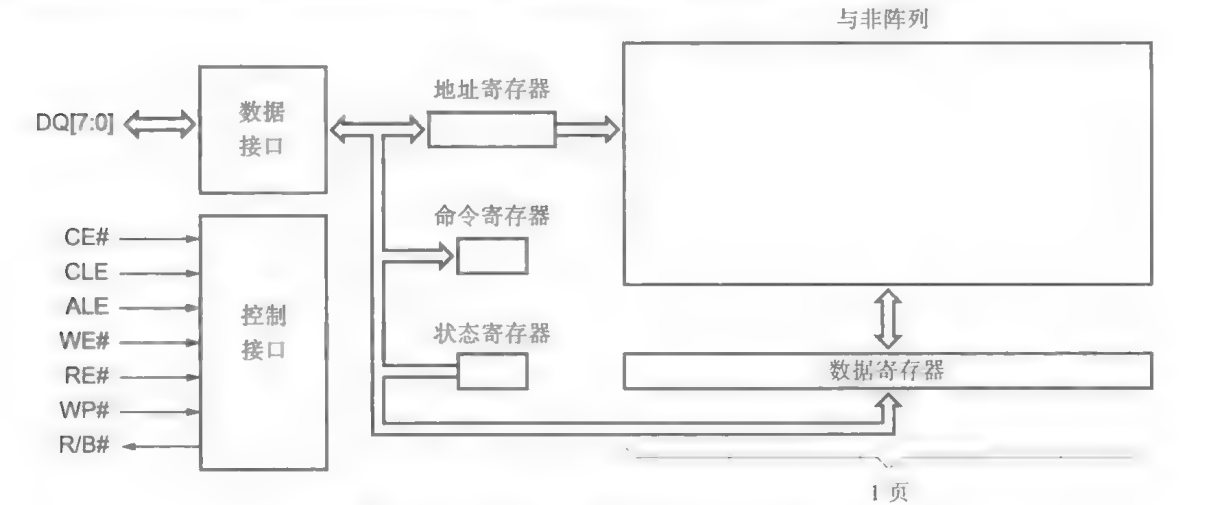 与非阵列
地址寄存器
数据
接口
DQ[7:0]
命令寄存器
CE#
CLE
ALE
WE#
RE#
WP#
R/B#
控制
接口
状态寄存器
数据寄存器
1 页